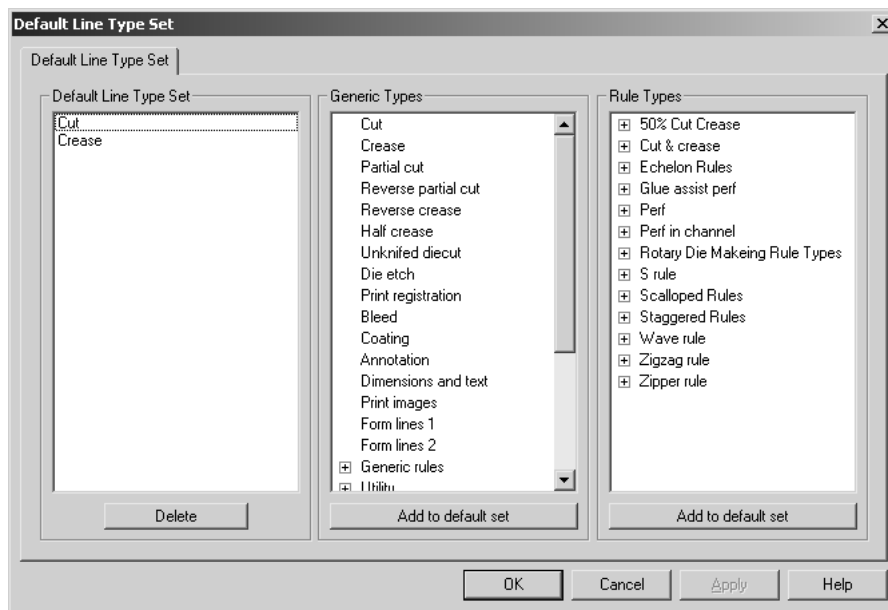 Default Line Type Set
Default Line Type Set
Default Line Type Set
Cut
Crease
Delete
Generic Types
Cut
Crease
Partial cut
Reverse partial cut
Reverse crease
Half crease
Unknifed diecut
Die etch
Print registration
Bleed
Coating
Annotation
Dimensions and text
Print images
Form lines 1
Form lines 2
Generic rules
Utility
Add to default set
Rule Types
50% Cut Crease
Cut & crease
Echelon Rules
Glue assist perf
Perf
Perf in channel
Rotary Die Makeing Rule Types
S rule
Scalloped Rules
Staggered Rules
Wave rule
Zigzag rule
Zipper rule
Add to default set
OK
Cancel
Apply
Help